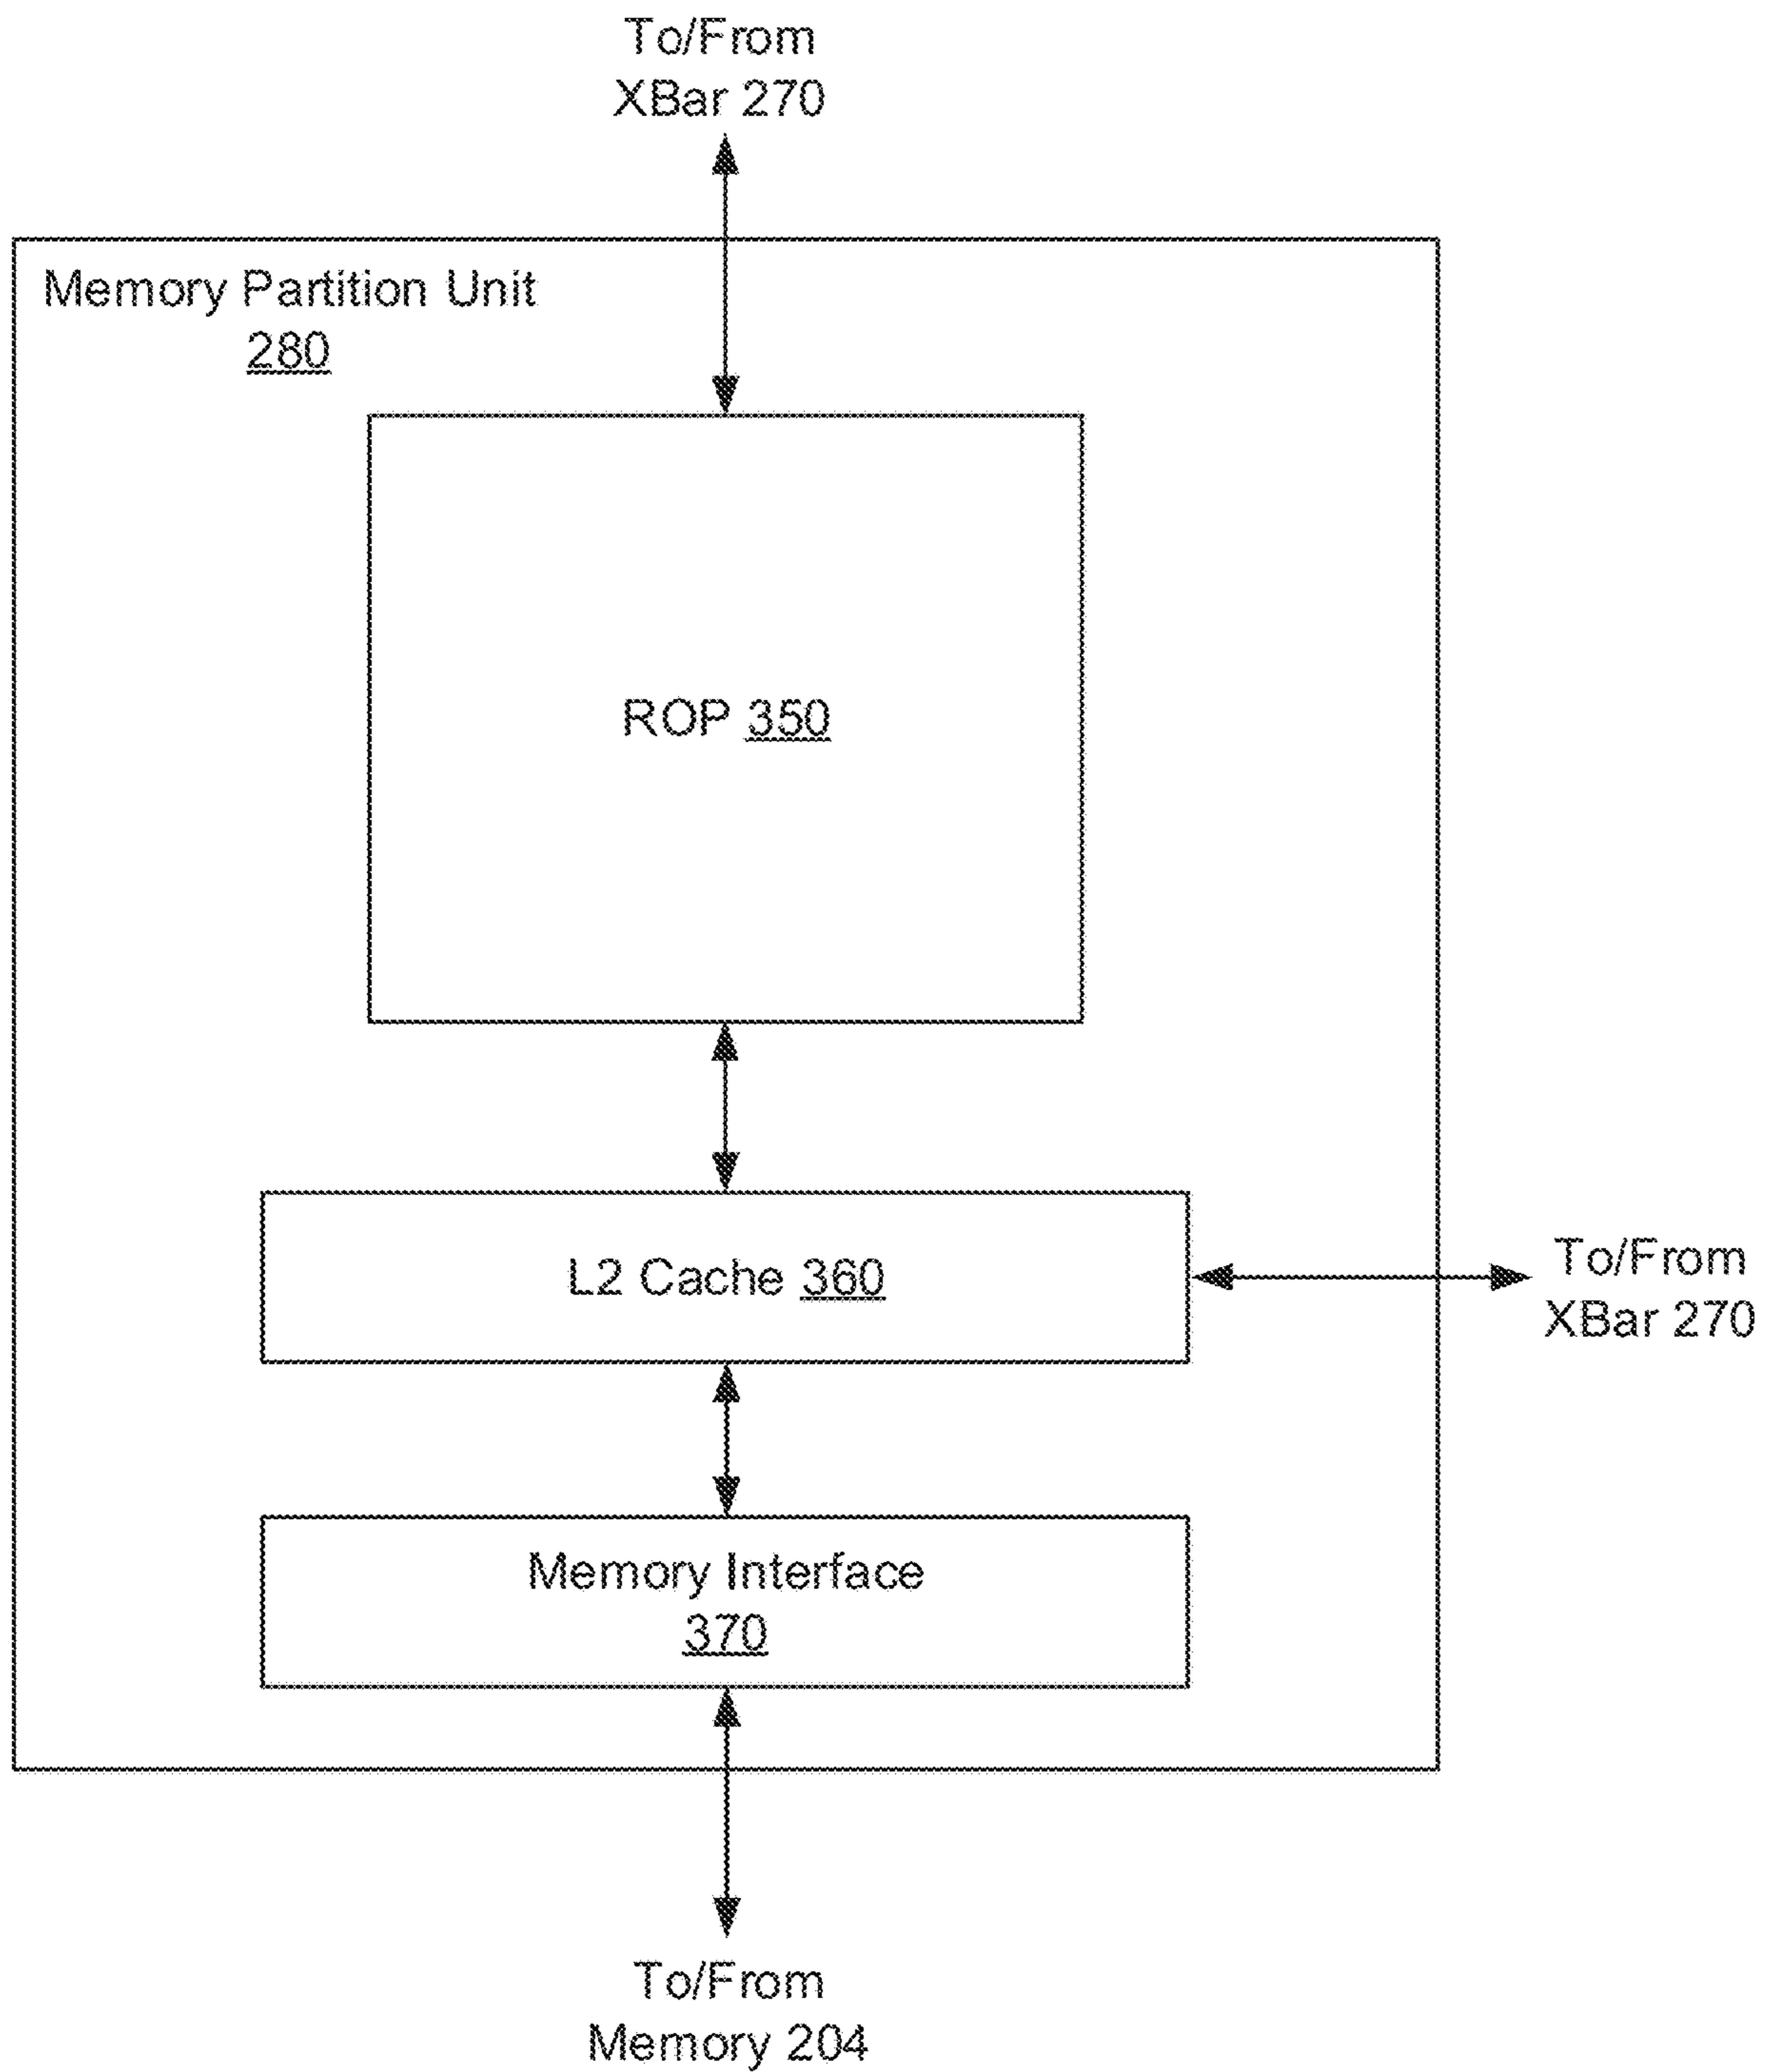 To/From
XBar 270
Memory Partition Unit
280
ROP 350
L2 Cache 360
To/From
XBar 270
Memory Interface
370
To/From
Memory 204